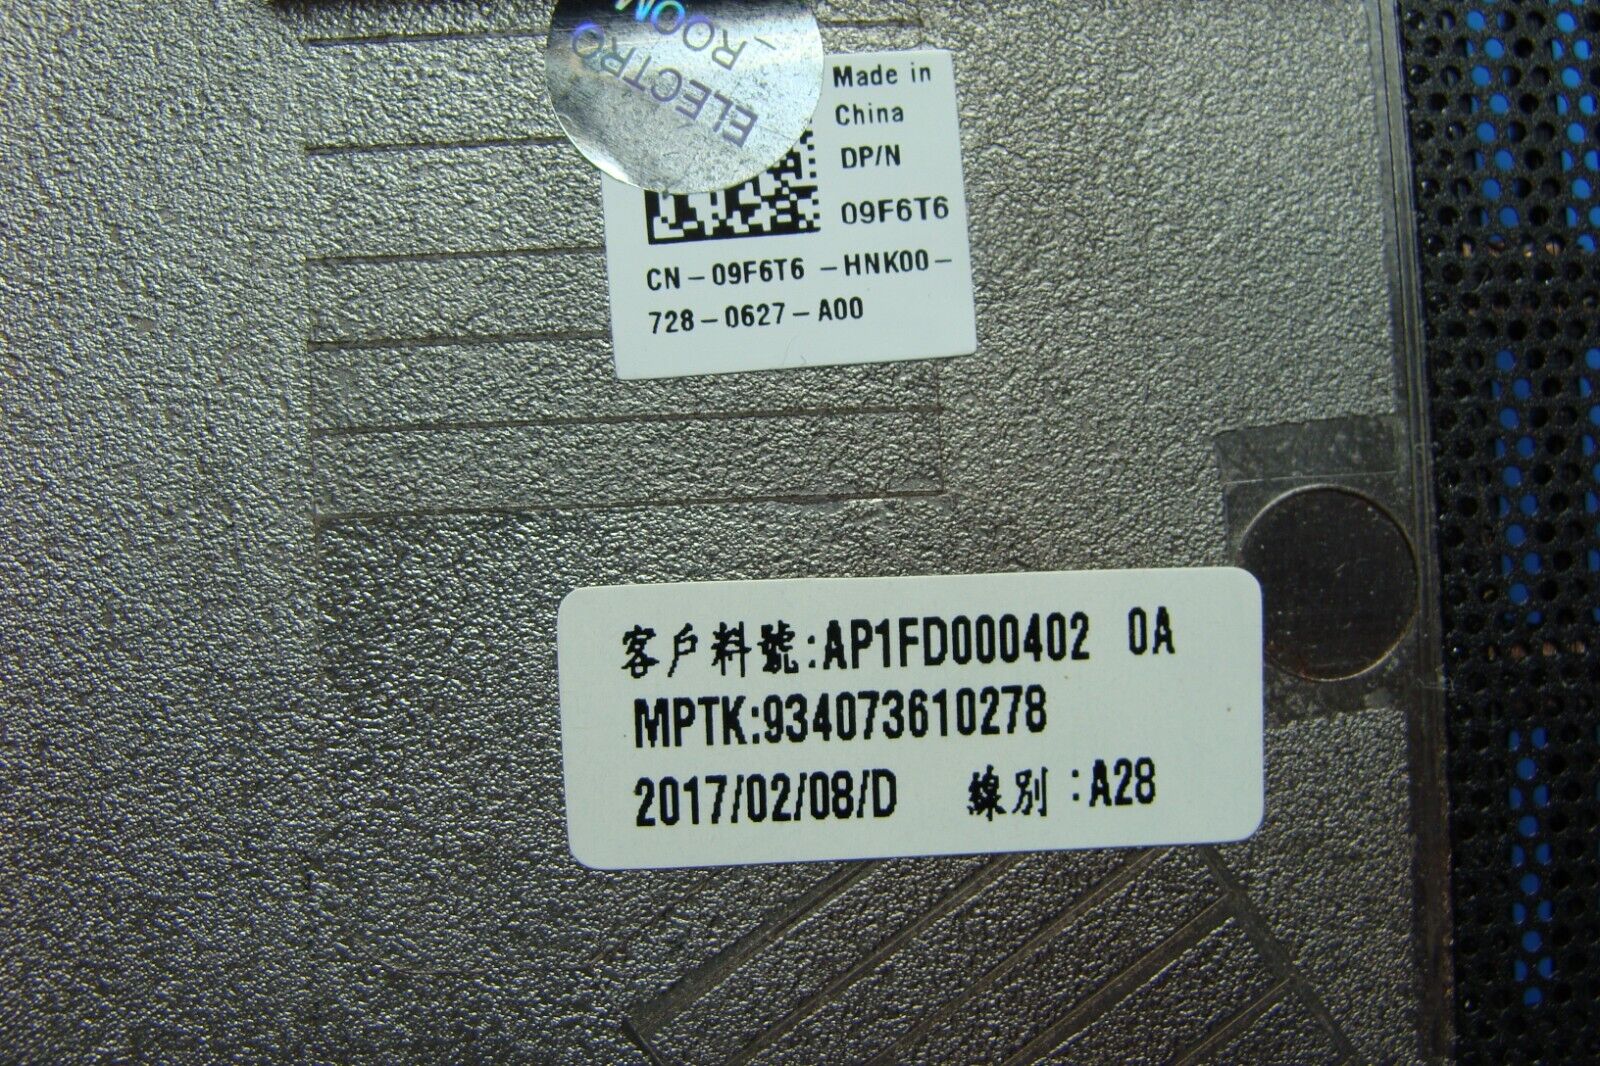 ELECTRO
_ROOM
Made in
China
DP/N
09F6T6
CN-09F6T6 -HNK00-
728-0627-A00
客戶料號:AP1FD000402 0A
MPTK:934073610278
2017/02/08/D 線別:A28